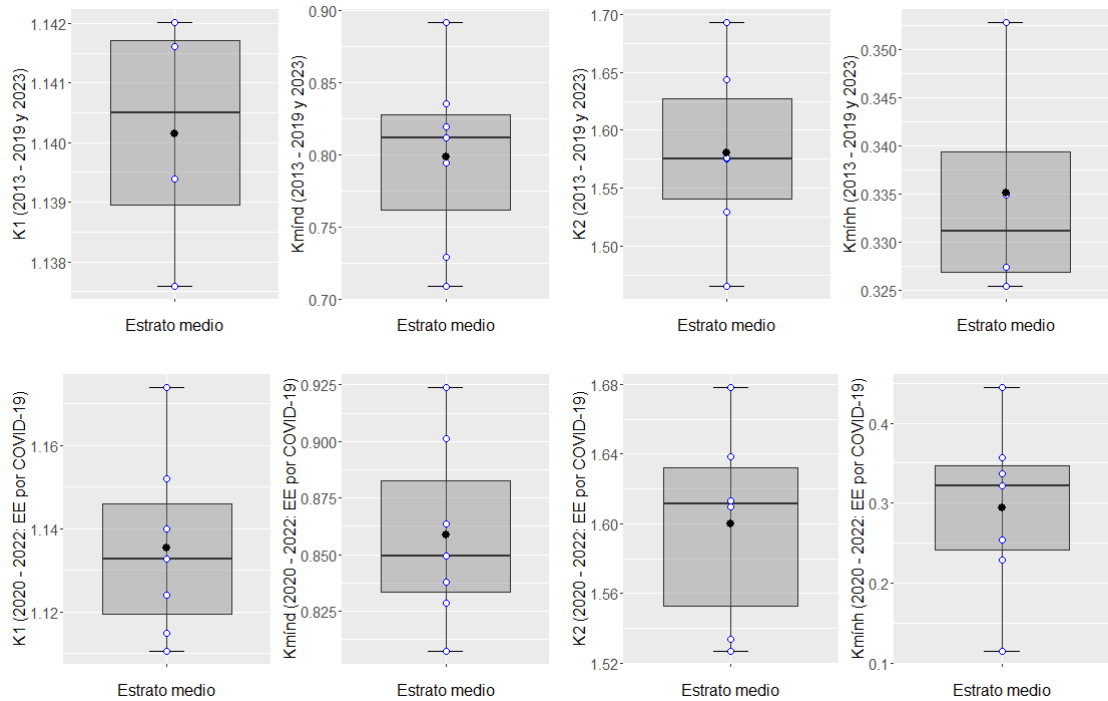 K1 (2013 - 2019 y 2023)
1.142
1.141
1.140
1.139
1.138
Estrato medio
Kmínd (2013 - 2019 y 2023)
0.90
0.85
0.80
0.75
0.70
Estrato medio
K2 (2013 - 2019 y 2023)
1.70
1.65
1.60
1.55
1.50
Estrato medio
Kmính (2013 - 2019 y 2023)
0.350
0.345
0.340
0.335
0.330
0.325
Estrato medio
K1 (2020 - 2022: EE por COVID-19)
1.16
1.14
1.12
Estrato medio
Kmínd (2020 - 2022: EE por COVID-19)
0.925
0.900
0.875
0.850
0.825
Estrato medio
K2 (2020 - 2022: EE por COVID-19)
1.68
1.64
1.60
1.56
1.52
Estrato medio
Kmính (2020 - 2022: EE por COVID-19)
0.4
0.3
0.2
0.1
Estrato medio